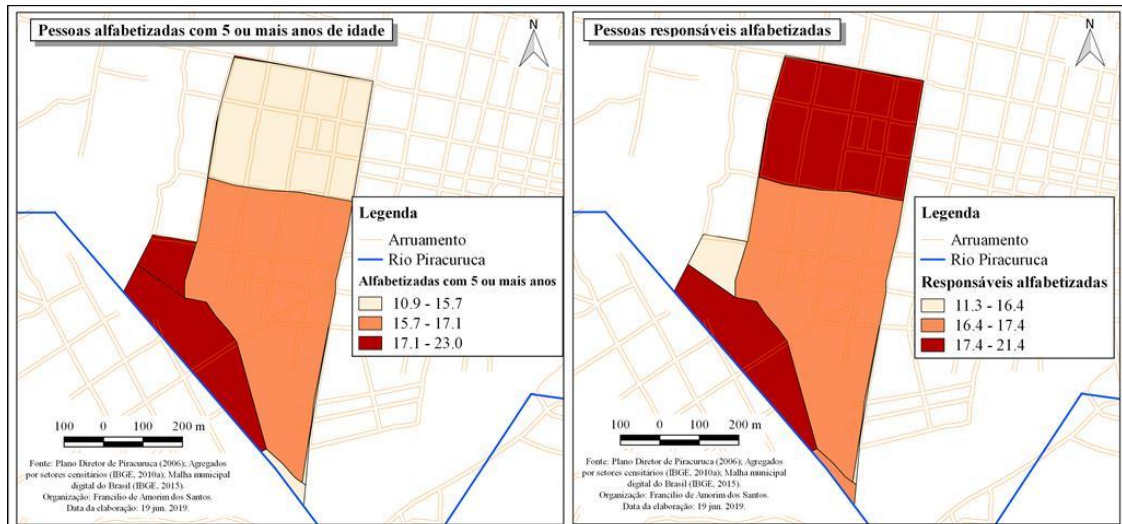 Pessoas alfabetizadas com 5 ou mais anos de idade
N
Legenda
Arruamento
Rio Piracuruca
Alfabetizadas com 5 ou mais anos
10.9 - 15.7
15.7 - 17.1
17.1 - 23.0
100 0 100 200 m
Fonte: Plano Diretor de Piracuruca (2006); Agregados
por setores censitários (IBGE, 2010a); Malha municipal
digital do Brasil (IBGE, 2015).
Organização: Francílio de Amorim dos Santos.
Data da elaboração: 19 jun. 2019.
Pessoas responsáveis alfabetizadas
N
Legenda
Arruamento
Rio Piracuruca
Responsáveis alfabetizadas
11.3 - 16.4
16.4 - 17.4
17.4 - 21.4
100 0 100 200 m
Fonte: Plano Diretor de Piracuruca (2006); Agregados
por setores censitários (IBGE, 2010a); Malha municipal
digital do Brasil (IBGE, 2015).
Organização: Francílio de Amorim dos Santos.
Data da elaboração: 19 jun. 2019.